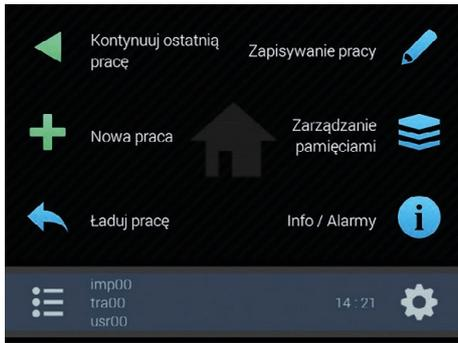 Kontynuuj ostatnią
pracę
Zapisywanie pracy
Nowa praca
Zarządzanie
pamięciami
Ładuj pracę
Info / Alarmy
imp00
tra00
usr00
14:21